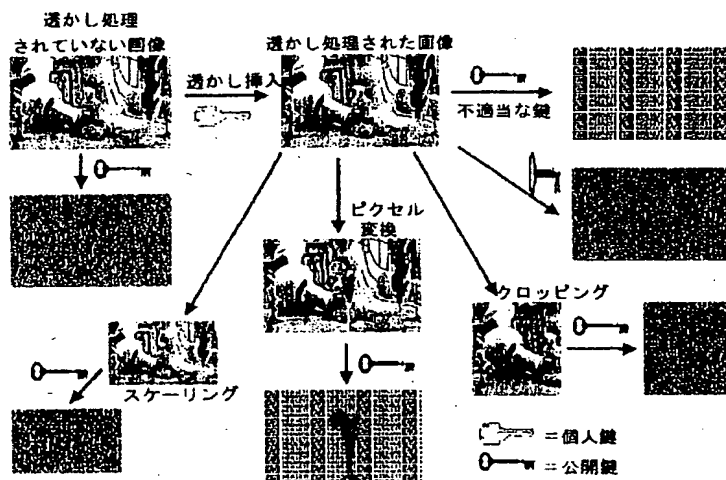 透かし処理
されていない画像
透かし処理された画像
透かし挿入
不適当な鍵
ピクセル
変換
クロッピング
スケーリング
=個人鍵
=公開鍵